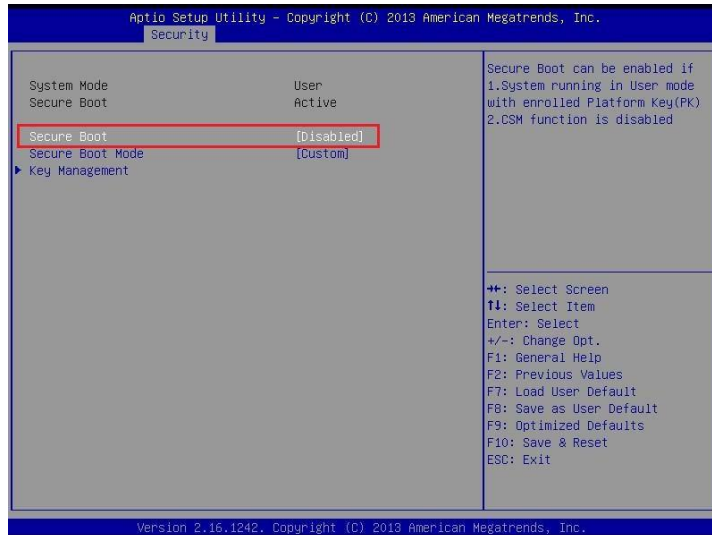 Aptio Setup Utility – Copyright (C) 2013 American Megatrends, Inc.
Security
System Mode User
Secure Boot Active
Secure Boot [Disabled]
Secure Boot Mode [Custom]
Key Management
Secure Boot can be enabled if
1.System running in User mode
with enrolled Platform Key(PK)
2.CSM function is disabled
→←: Select Screen
↑↓: Select Item
Enter: Select
+/-: Change Opt.
F1: General Help
F2: Previous Values
F7: Load User Default
F8: Save as User Default
F9: Optimized Defaults
F10: Save & Reset
ESC: Exit
Version 2.16.1242. Copyright (C) 2013 American Megatrends, Inc.